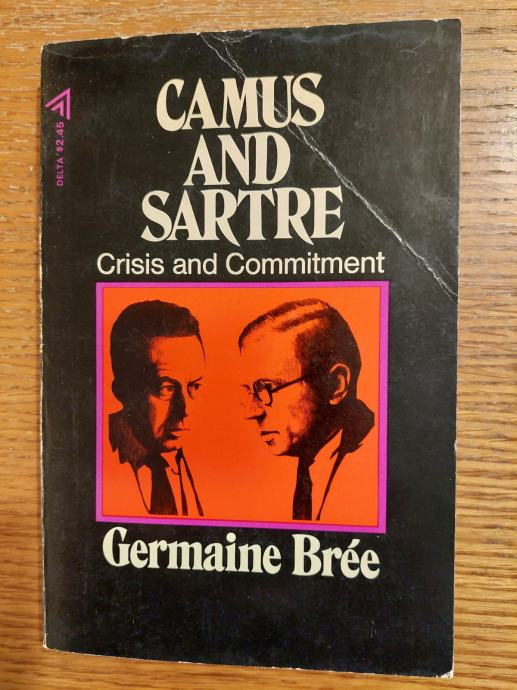 DELTA $2.45
CAMUS
AND
SARTRE
Crisis and Commitment
Germaine Brée